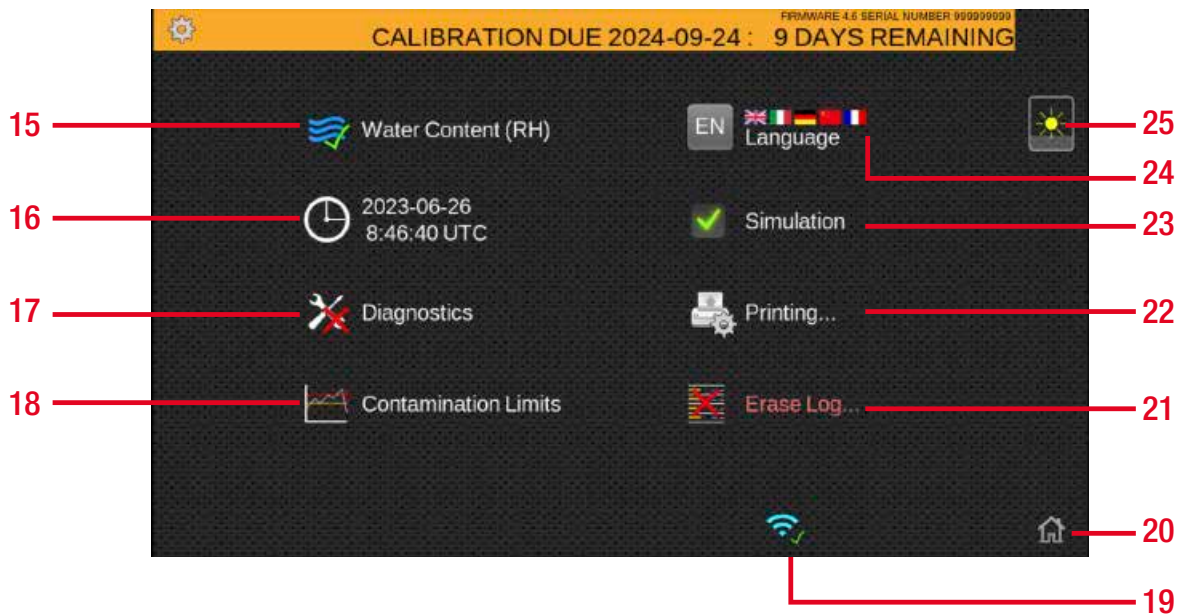 FIRMWARE 4.6 SERIAL NUMBER 999999999
CALIBRATION DUE 2024-09-24 : 9 DAYS REMAINING
15
Water Content (RH)
EN
Language
25
24
16
2023-06-26
8:46:40 UTC
Simulation
23
17
Diagnostics
Printing...
22
18
Contamination Limits
Erase Log...
21
20
19